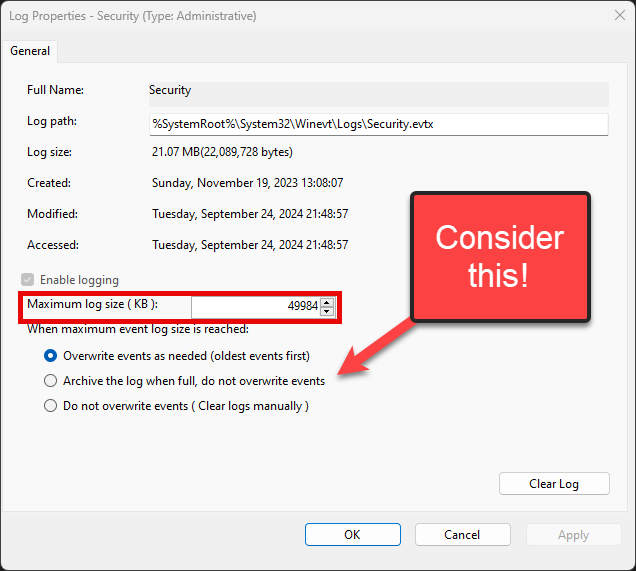 Log Properties - Security (Type: Administrative)
General
Full Name:
Security
Log path:
%SystemRoot%\System32\Winevt\Logs\Security.evtx
Log size:
21.07 MB(22,089,728 bytes)
Created:
Sunday, November 19, 2023 13:08:07
Modified:
Tuesday, September 24, 2024 21:48:57
Accessed:
Tuesday, September 24, 2024 21:48:57
Consider
this!
Enable logging
Maximum log size ( KB ):
49984
When maximum event log size is reached:
Overwrite events as needed (oldest events first)
Archive the log when full, do not overwrite events
Do not overwrite events ( Clear logs manually )
Clear Log
OK
Cancel
Apply